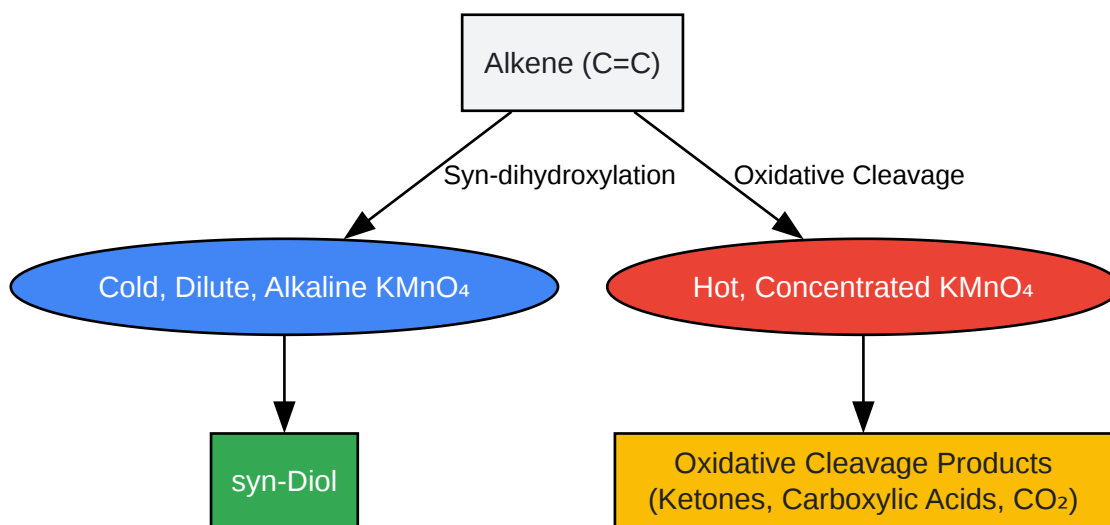 Alkene (C=C)
Syn-dihydroxylation
Oxidative Cleavage
Cold, Dilute, Alkaline KMnO₄
Hot, Concentrated KMnO₄
syn-Diol
Oxidative Cleavage Products
(Ketones, Carboxylic Acids, CO₂)